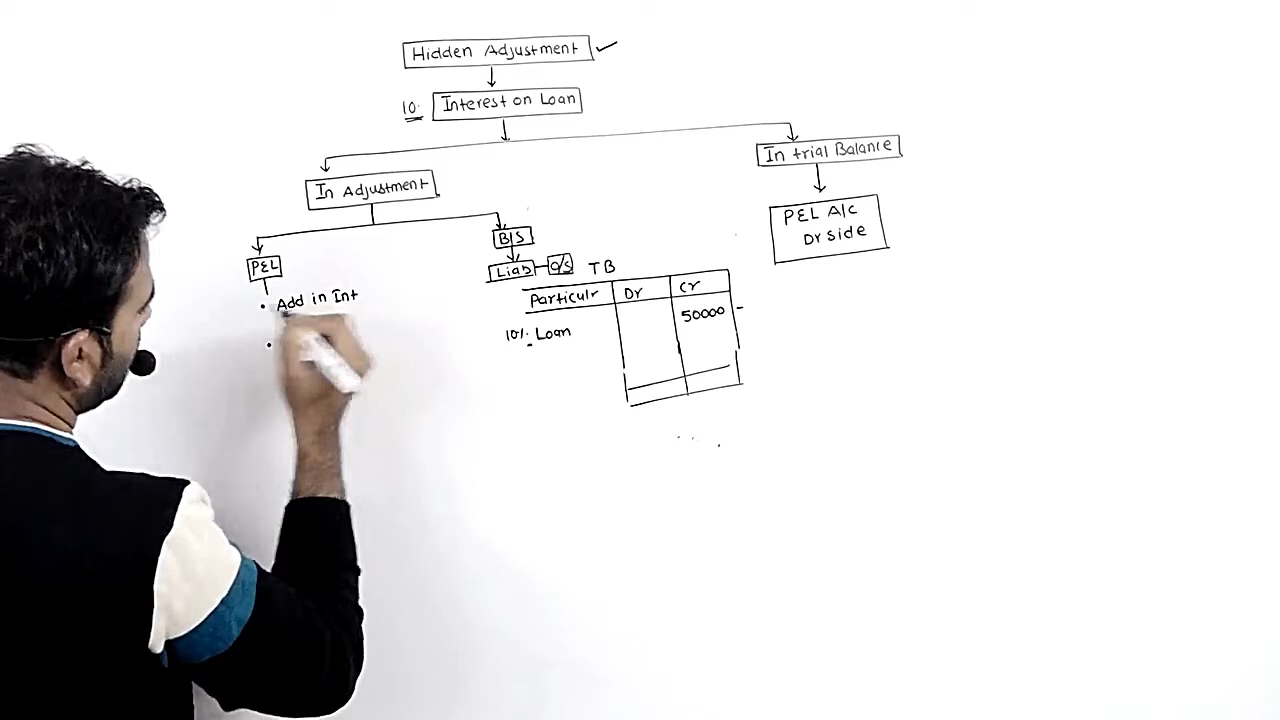 Hidden Adjustment
10. Interest on Loan
In Adjustment
In trial Balance
P&L A/c
Dr side
P&L
B/S
Liab
O/S
TB
Particulr Dr Cr
10% Loan 50000
Add in Int